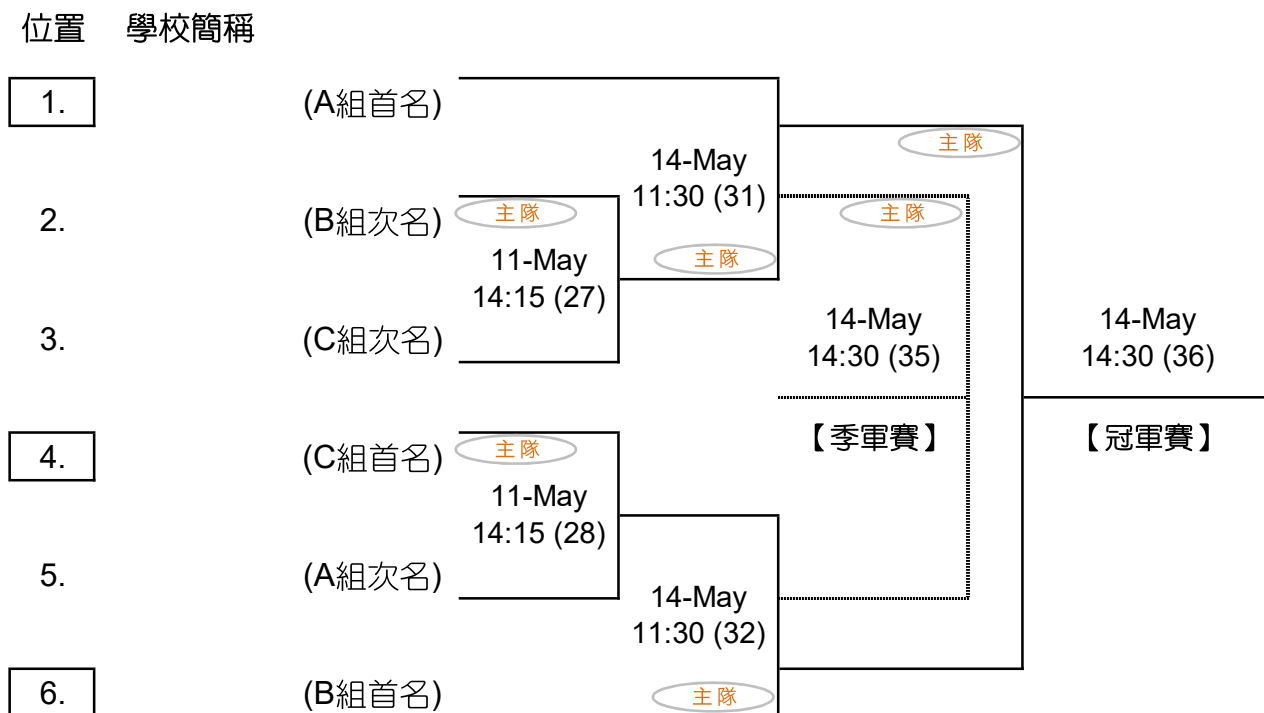 位置 學校簡稱
1. (A組首名)
主隊
14-May
11:30 (31)
2. (B組次名) 主隊
主隊
11-May
14:15 (27)
主隊
3. (C組次名)
14-May
14:30 (35)
14-May
14:30 (36)
4. (C組首名) 主隊
【季軍賽】
【冠軍賽】
11-May
14:15 (28)
5. (A組次名)
14-May
11:30 (32)
6. (B組首名)
主隊